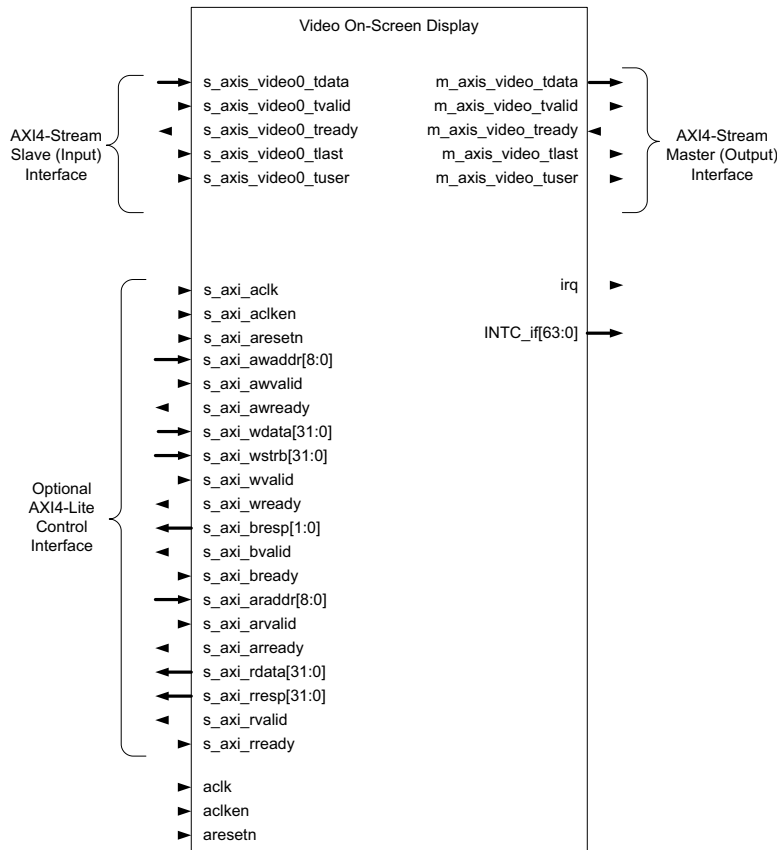 Video On-Screen Display
AXI4-Stream
Slave (Input)
Interface
s_axis_video0_tdata
s_axis_video0_tvalid
s_axis_video0_tready
s_axis_video0_tlast
s_axis_video0_tuser
m_axis_video_tdata
m_axis_video_tvalid
m_axis_video_tready
m_axis_video_tlast
m_axis_video_tuser
AXI4-Stream
Master (Output)
Interface
Optional
AXI4-Lite
Control
Interface
s_axi_aclk
s_axi_aclken
s_axi_aresetn
s_axi_awaddr[8:0]
s_axi_awvalid
s_axi_awready
s_axi_wdata[31:0]
s_axi_wstrb[31:0]
s_axi_wvalid
s_axi_wready
s_axi_bresp[1:0]
s_axi_bvalid
s_axi_bready
s_axi_araddr[8:0]
s_axi_arvalid
s_axi_arready
s_axi_rdata[31:0]
s_axi_rresp[31:0]
s_axi_rvalid
s_axi_rready
irq
INTC_if[63:0]
aclk
aclken
aresetn